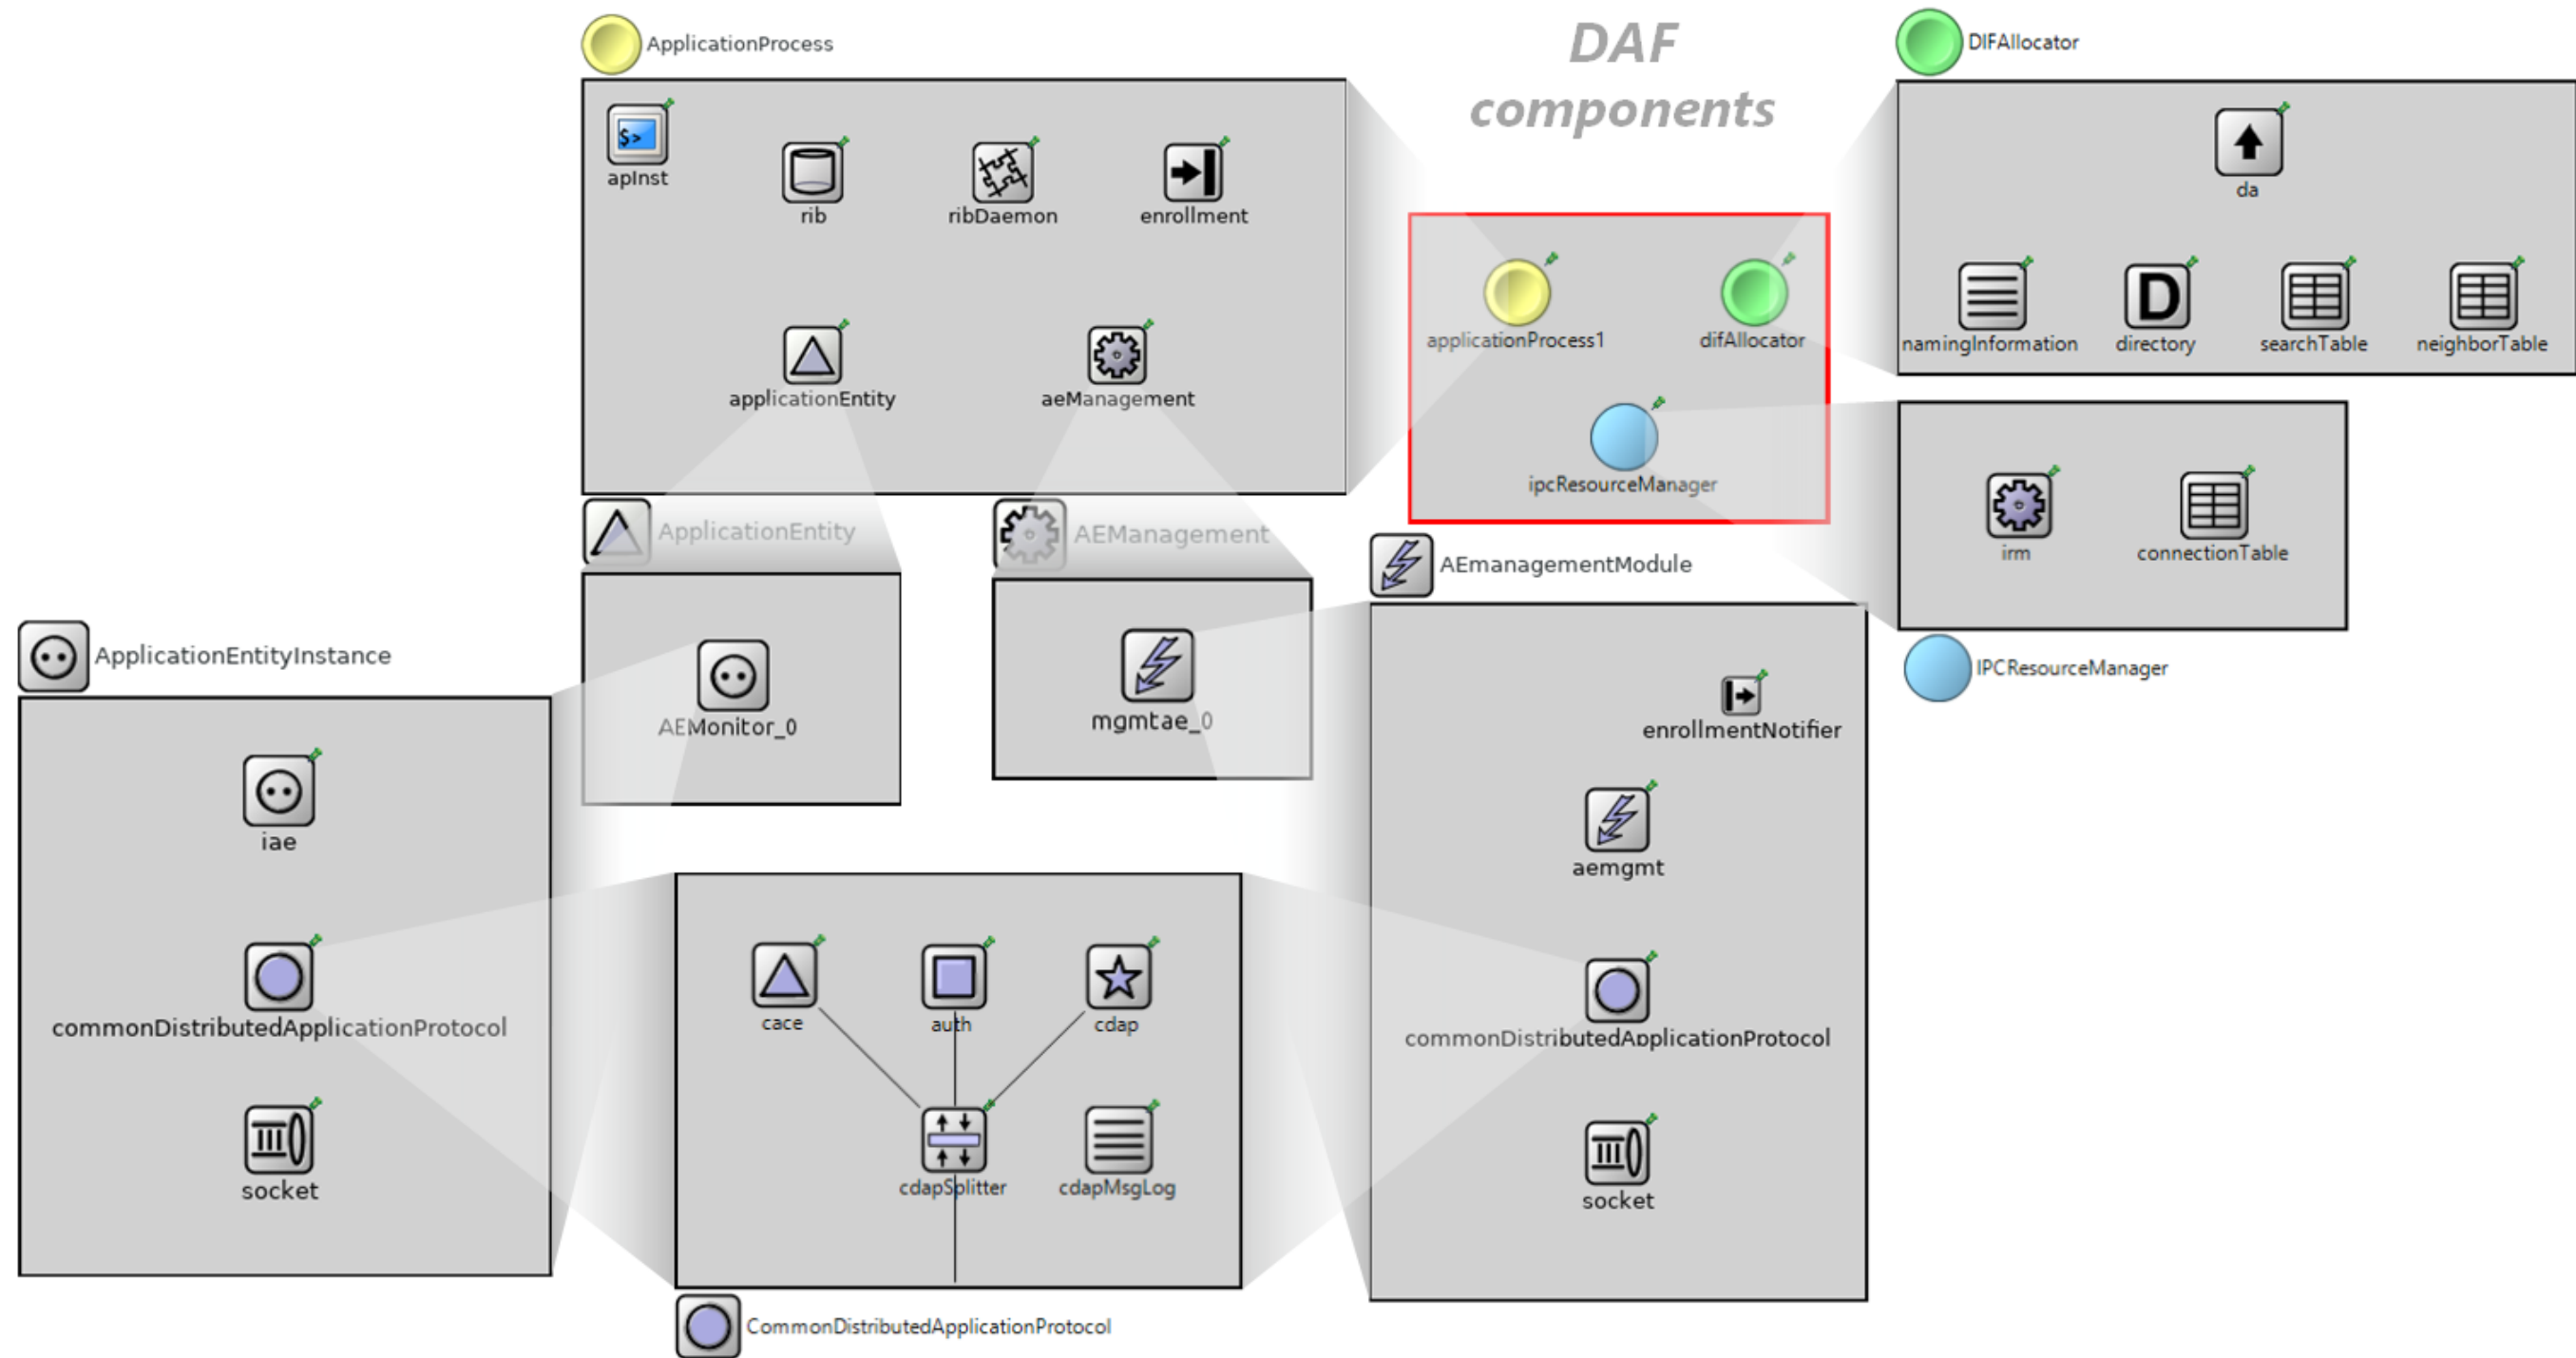 DAF
components
ApplicationProcess
apInst
$>
rib
ribDaemon
enrollment
applicationEntity
aeManagement
applicationProcess1
difAllocator
ipcResourceManager
DIFAllocator
da
namingInformation
D
directory
searchTable
neighborTable
irm
connectionTable
IPCResourceManager
ApplicationEntity
AEMonitor_0
AEManagement
mgmtae_0
AEmanagementModule
enrollmentNotifier
aemgmt
commonDistributedApplicationProtocol
socket
ApplicationEntityInstance
iae
commonDistributedApplicationProtocol
socket
cace
auth
cdap
cdapSplitter
cdapMsgLog
CommonDistributedApplicationProtocol